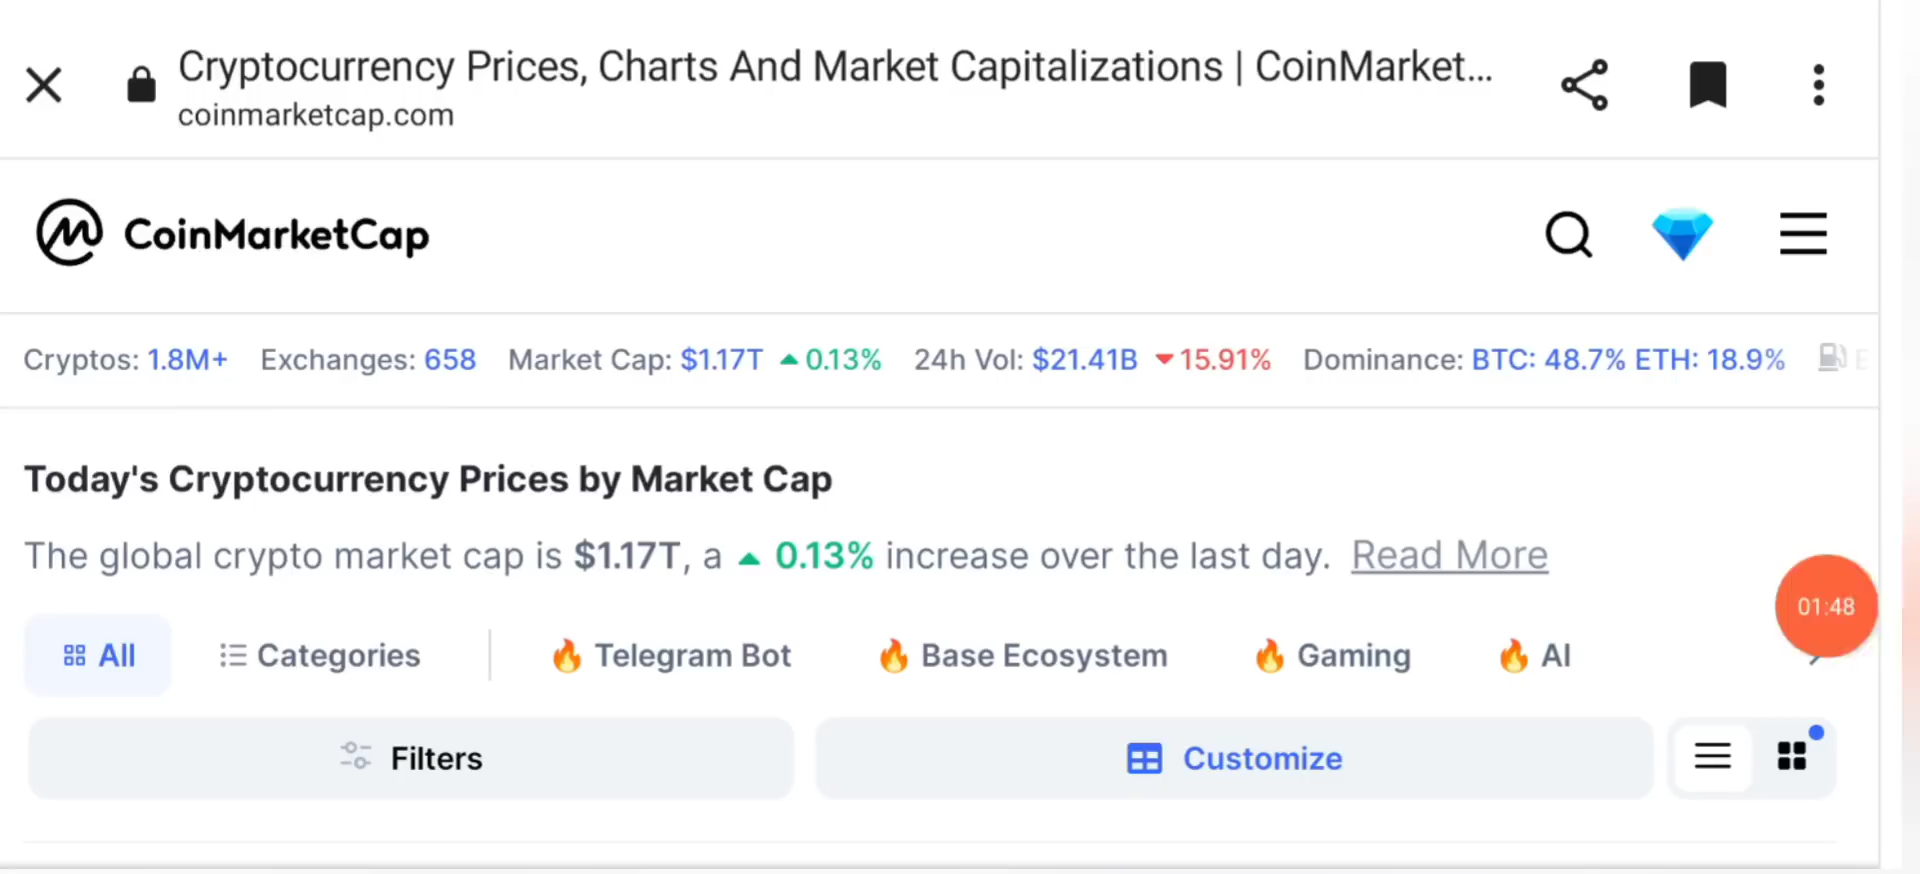 Cryptocurrency Prices, Charts And Market Capitalizations | CoinMarket...
coinmarketcap.com
CoinMarketCap
Cryptos: 1.8M+ Exchanges: 658 Market Cap: $1.17T 0.13% 24h Vol: $21.41B 15.91% Dominance: BTC: 48.7% ETH: 18.9%
Today's Cryptocurrency Prices by Market Cap
The global crypto market cap is $1.17T, a 0.13% increase over the last day. Read More
01:48
All Categories Telegram Bot Base Ecosystem Gaming AI
Filters Customize